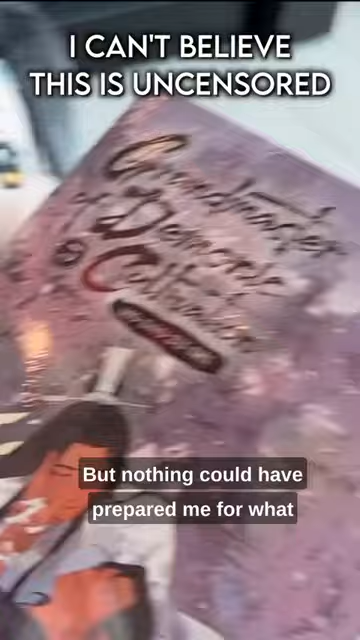 I CAN'T BELIEVE
THIS IS UNCENSORED
Grandmaster
of Demonic
Cultivation
But nothing could have
prepared me for what